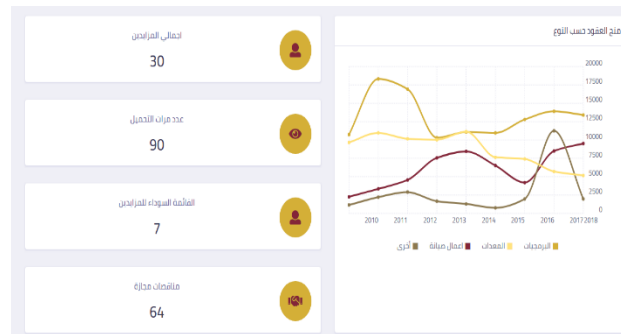 منح العقود حسب النوع
20000
17500
15000
12500
10000
7500
5000
2500
0
2010 2011 2012 2013 2014 2015 2016 2017 2018
البرمجيات المعدات اعمال صيانة أخرى
اجمالي المزايدين
30
عدد مرات التحميل
90
القائمة السوداء للمزايدين
7
مناقصات مجازة
64